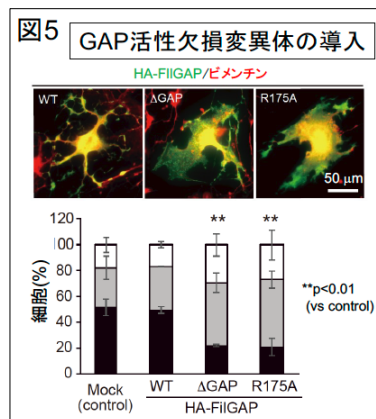 図5
GAP活性欠損変異体の導入
HA-FilGAP/ビメンチン
WT
ΔGAP
R175A
50 μm
120
100
80
60
40
20
0
細胞(%)
**
**
**p<0.01
(vs control)
Mock
(control)
WT
ΔGAP
R175A
HA-FilGAP